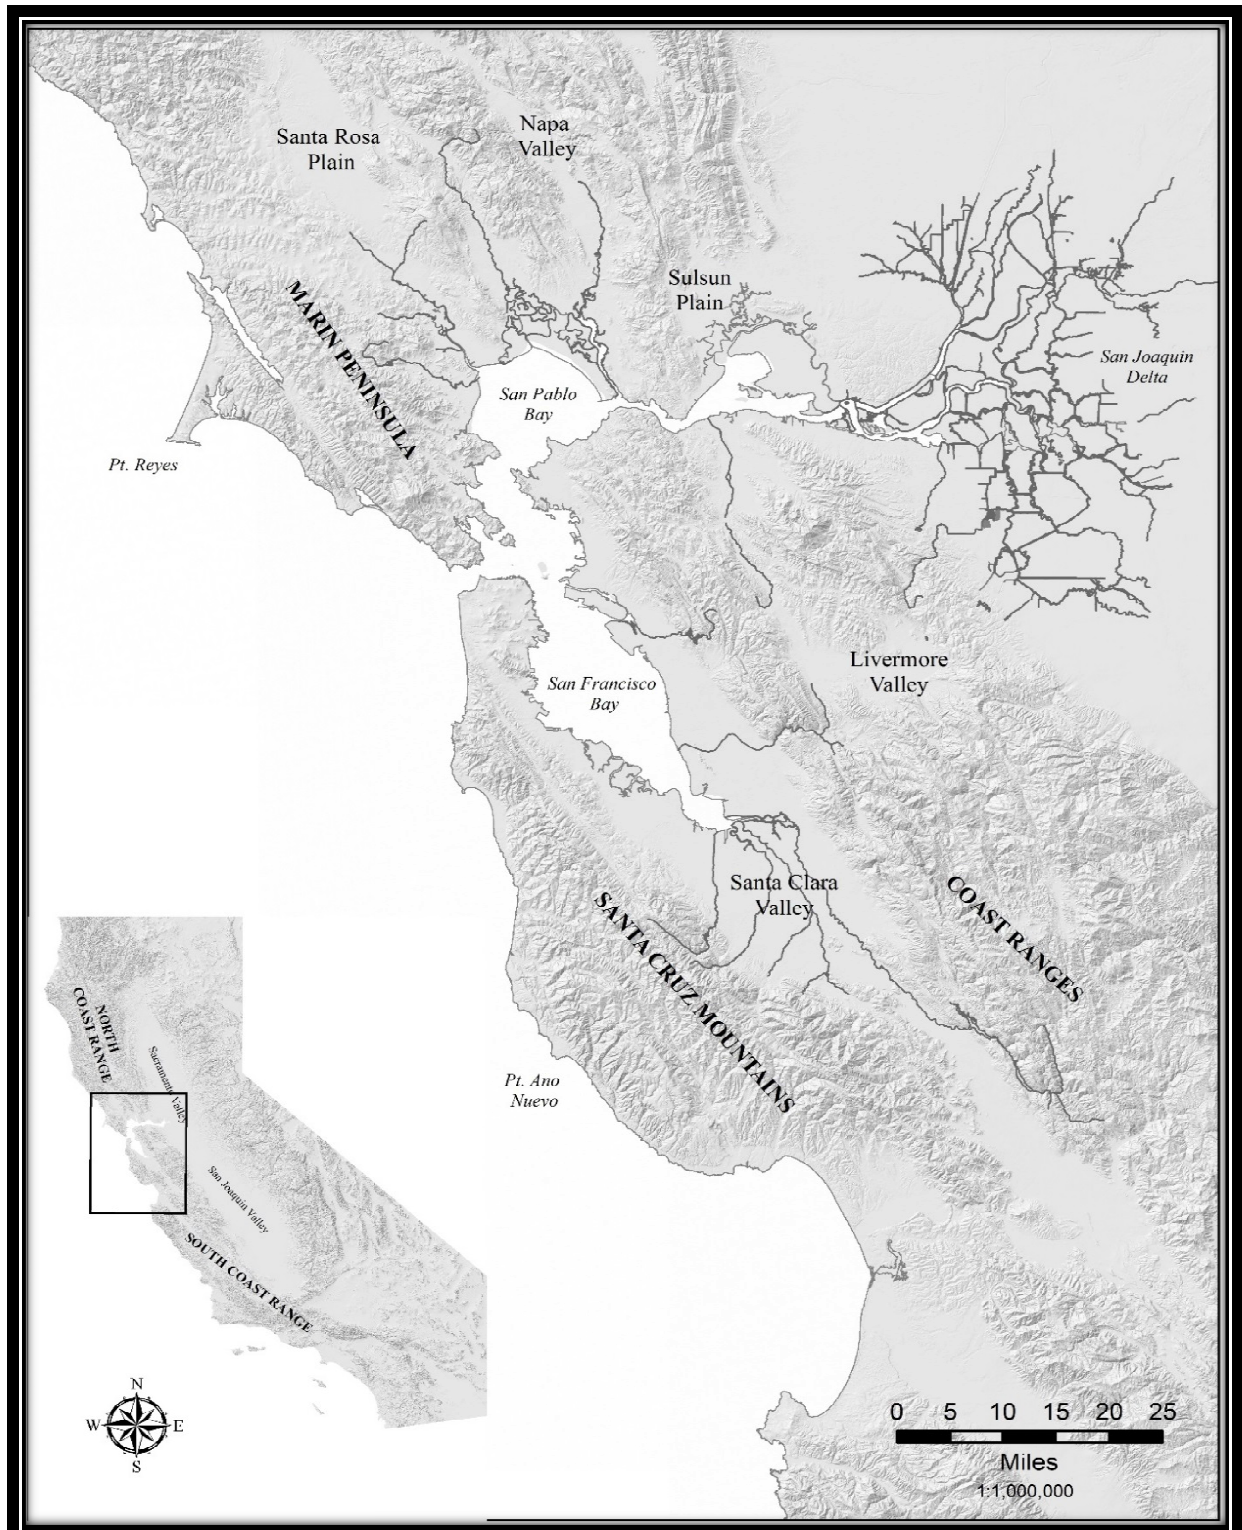 Santa Rosa
Plain
Napa
Valley
Sulsun
Plain
MARIN PENINSULA
San Pablo
Bay
San Joaquin
Delta
Pt. Reyes
Livermore
Valley
San Francisco
Bay
Santa Clara
Valley
COAST RANGES
SANTA CRUZ MOUNTAINS
Pt. Ano
Nuevo
NORTH
COAST RANGE
Sacramento Valley
San Joaquin Valley
SOUTH COAST RANGE
N
W
E
S
0 5 10 15 20 25
Miles
1:1,000,000